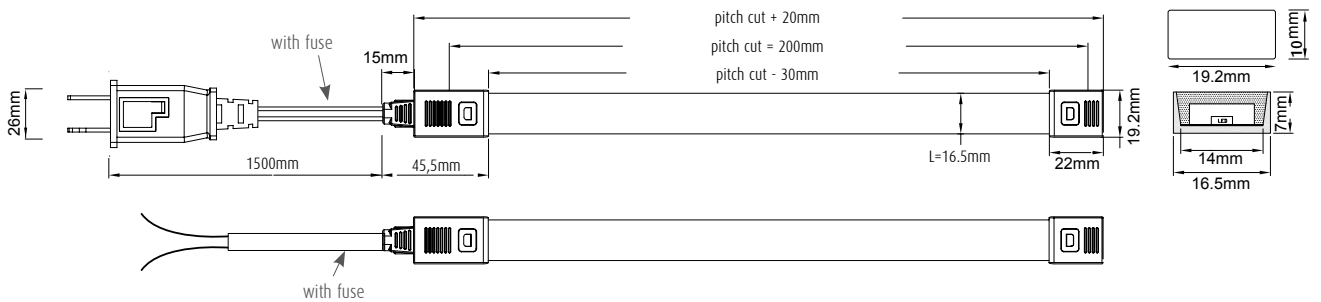 pitch cut + 20mm
pitch cut = 200mm
pitch cut - 30mm
with fuse
15mm
26mm
1500mm
45,5mm
L=16.5mm
22mm
19.2mm
10mm
19.2mm
7mm
14mm
16.5mm
with fuse